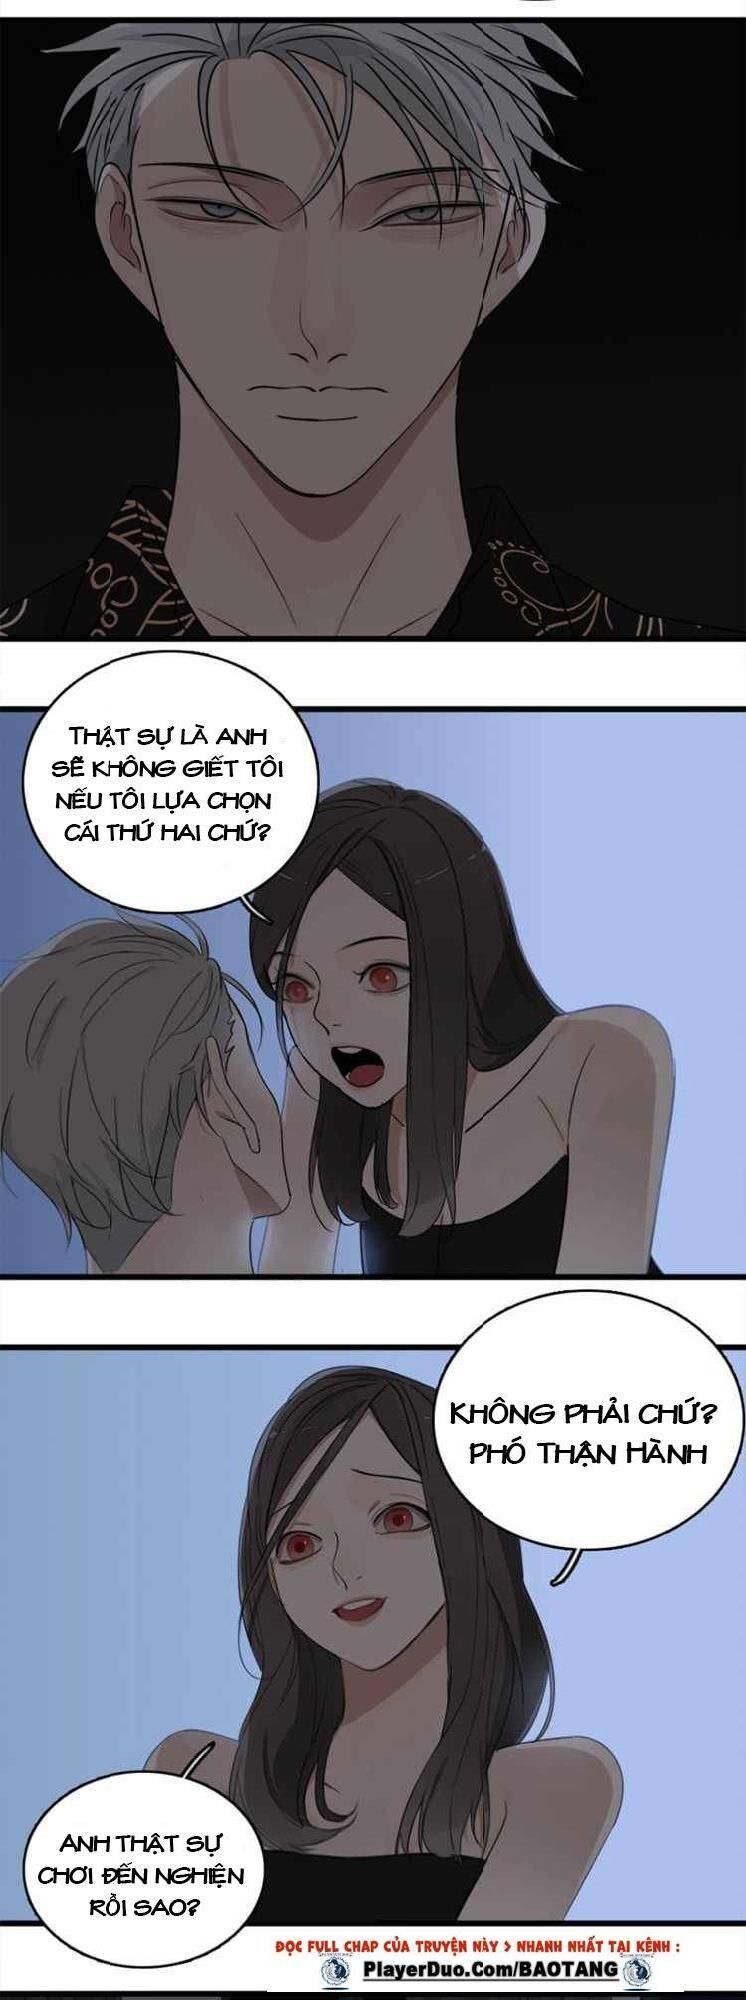 THẬT SỰ LÀ ANH
SẼ KHÔNG GIẾT TÔI
NẾU TÔI LỰA CHỌN
CÁI THỨ HAI CHỨ?
KHÔNG PHẢI CHỨ?
PHÓ THẬN HÀNH
ANH THẬT SỰ
CHƠI ĐẾN NGHIỆN
RỒI SAO?
ĐỌC FULL CHAP CỦA TRUYỆN NÀY > NHANH NHẤT TẠI KÊNH :
PlayerDuo.Com/BAOTANG